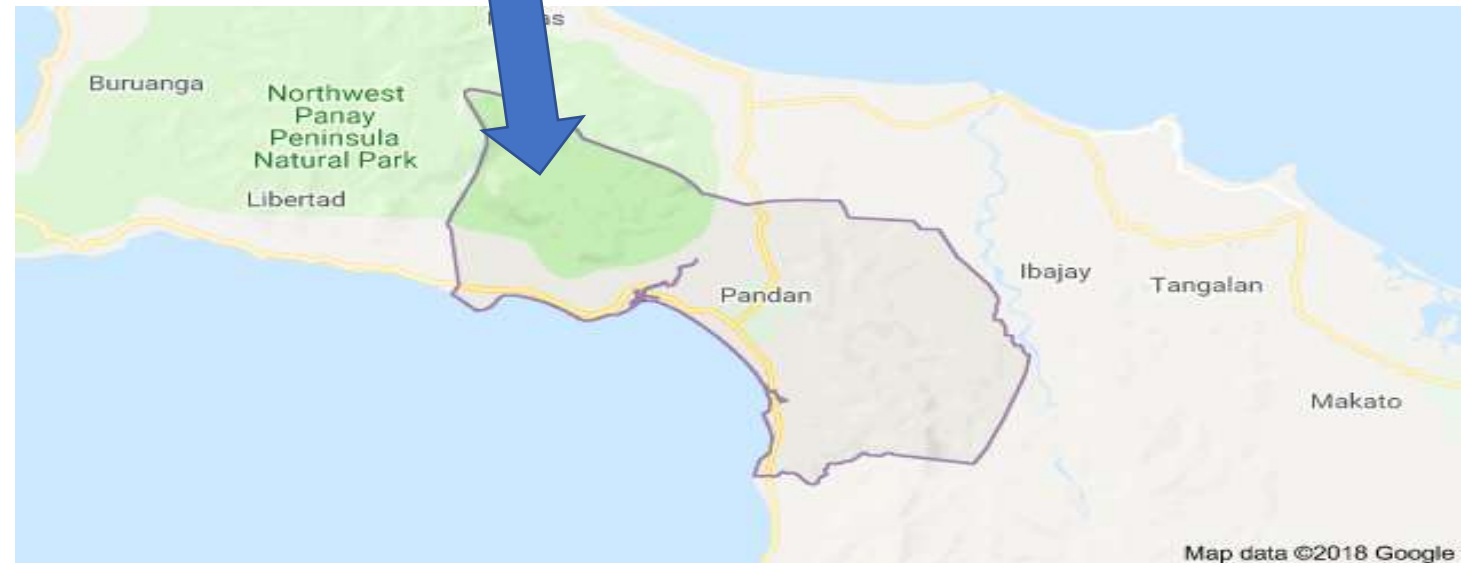 Buruanga
Northwest
Panay
Peninsula
Natural Park
Libertad
Pandan
Ibajay
Tangalan
Makato
Map data ©2018 Google